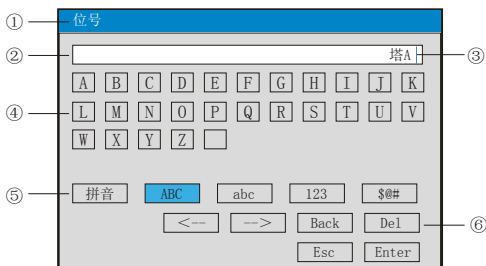 ① 位号
② 塔A ③
A B C D E F G H I J K
④ L M N O P Q R S T U V
W X Y Z
⑤ 拼音 ABC abc 123 $@#
<-- --> Back Del ⑥
Esc Enter